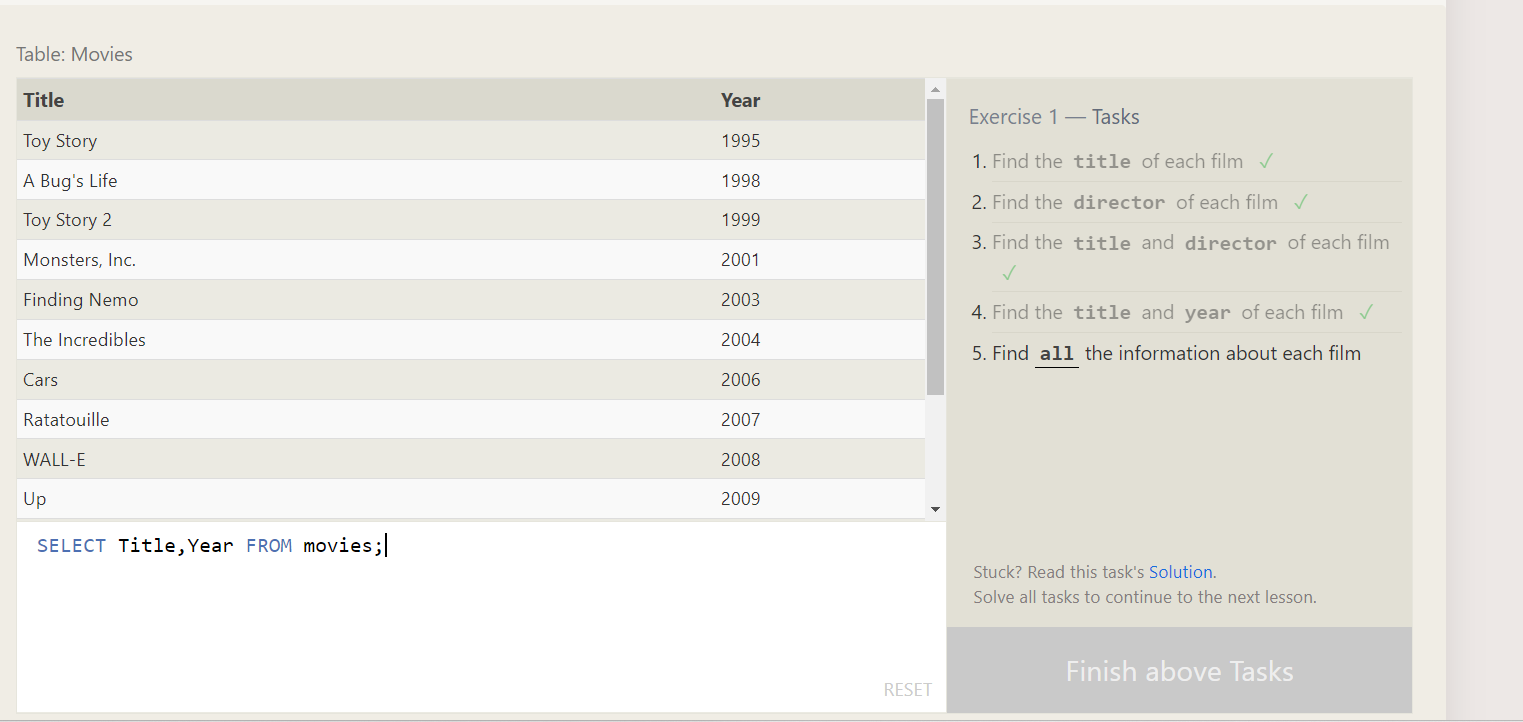 Table: Movies
Title Year
Toy Story 1995
A Bug's Life 1998
Toy Story 2 1999
Monsters, Inc. 2001
Finding Nemo 2003
The Incredibles 2004
Cars 2006
Ratatouille 2007
WALL-E 2008
Up 2009
SELECT Title,Year FROM movies;
RESET
Exercise 1 — Tasks
1. Find the title of each film ✓
2. Find the director of each film ✓
3. Find the title and director of each film
✓
4. Find the title and year of each film ✓
5. Find all the information about each film
Stuck? Read this task's Solution.
Solve all tasks to continue to the next lesson.
Finish above Tasks